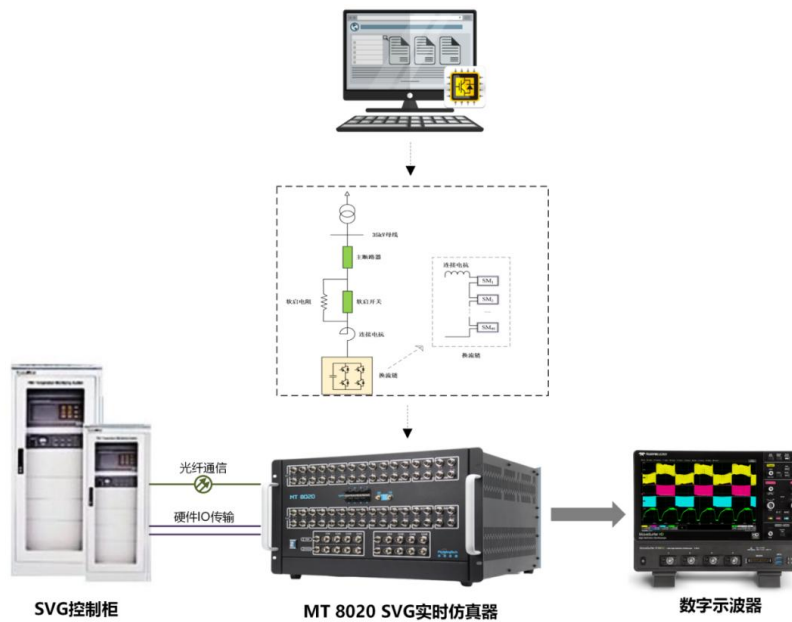 35kV母线
主断路器
软启电阻
软启开关
连接电抗
换流链
连接电抗
SM₁
SM₂
......
换流链
光纤通信
硬件IO传输
MT 8020
SVG控制柜
MT 8020 SVG实时仿真器
数字示波器